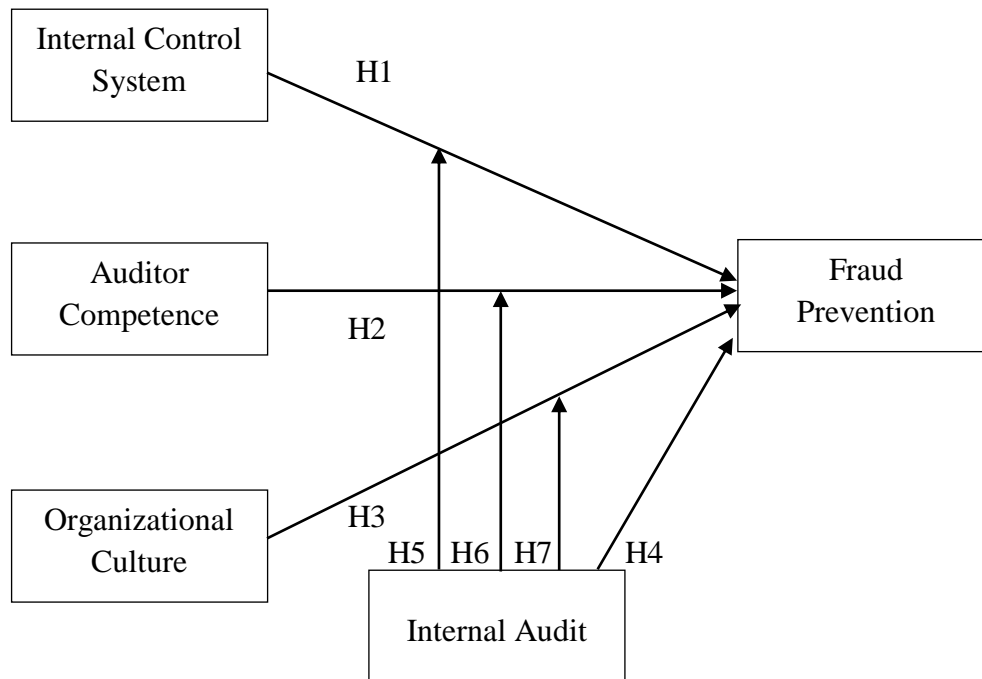 Internal Control
System
H1
Auditor
Competence
H2
Fraud
Prevention
Organizational
Culture
H3
H5
H6
H7
H4
Internal Audit